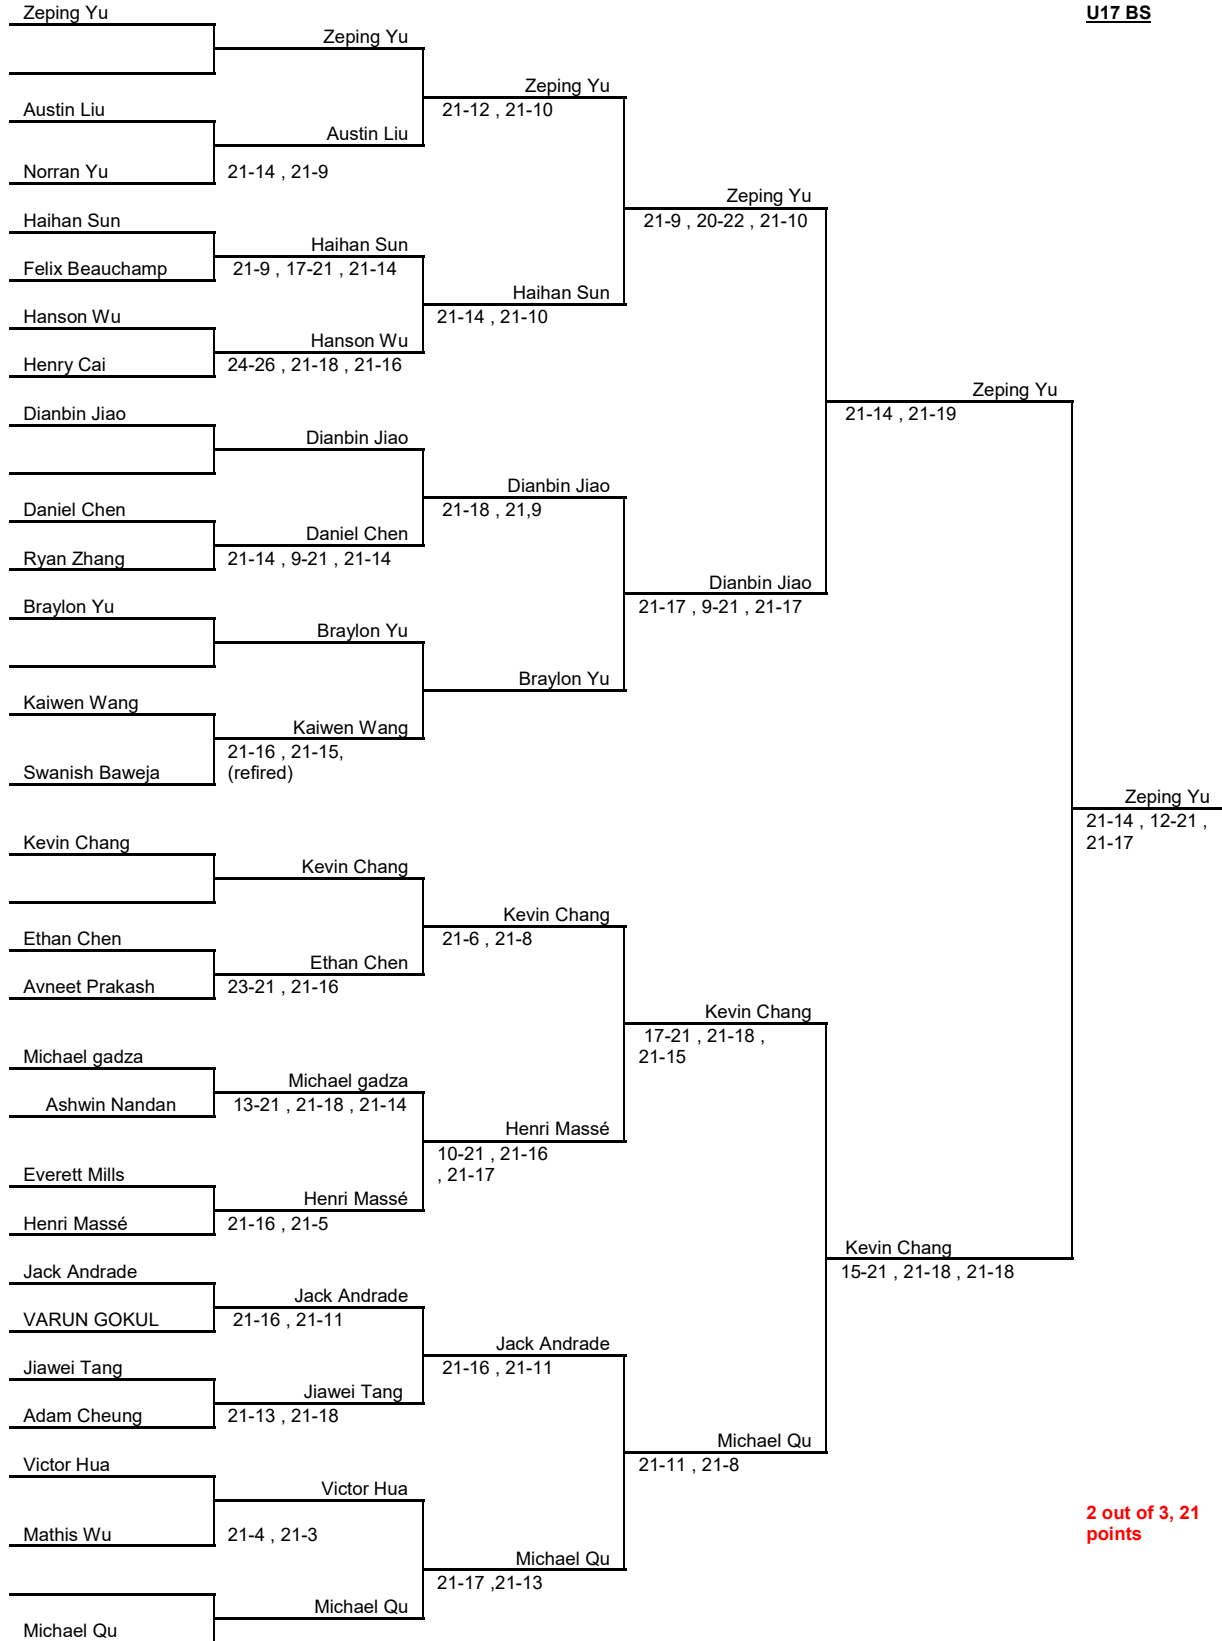 Zeping Yu
U17 BS
Zeping Yu
Zeping Yu
Austin Liu
21-12 , 21-10
Austin Liu
Norran Yu
21-14 , 21-9
Zeping Yu
Haihan Sun
21-9 , 20-22 , 21-10
Haihan Sun
Felix Beauchamp
21-9 , 17-21 , 21-14
Haihan Sun
Hanson Wu
21-14 , 21-10
Hanson Wu
Henry Cai
24-26 , 21-18 , 21-16
Zeping Yu
Dianbin Jiao
21-14 , 21-19
Dianbin Jiao
Dianbin Jiao
Daniel Chen
21-18 , 21,9
Daniel Chen
Ryan Zhang
21-14 , 9-21 , 21-14
Dianbin Jiao
Braylon Yu
21-17 , 9-21 , 21-17
Braylon Yu
Braylon Yu
Kaiwen Wang
Kaiwen Wang
21-16 , 21-15,
Swanish Baweja
(refired)
Zeping Yu
21-14 , 12-21 ,
21-17
Kevin Chang
Kevin Chang
Kevin Chang
Ethan Chen
21-6 , 21-8
Ethan Chen
Avneet Prakash
23-21 , 21-16
Kevin Chang
17-21 , 21-18 ,
21-15
Michael gadza
Michael gadza
Ashwin Nandan
13-21 , 21-18 , 21-14
Henri Massé
10-21 , 21-16
, 21-17
Everett Mills
Henri Massé
Henri Massé
21-16 , 21-5
Kevin Chang
15-21 , 21-18 , 21-18
Jack Andrade
Jack Andrade
VARUN GOKUL
21-16 , 21-11
Jack Andrade
Jiawei Tang
21-16 , 21-11
Jiawei Tang
Adam Cheung
21-13 , 21-18
Michael Qu
21-11 , 21-8
Victor Hua
Victor Hua
2 out of 3, 21
points
Mathis Wu
21-4 , 21-3
Michael Qu
21-17 ,21-13
Michael Qu
Michael Qu